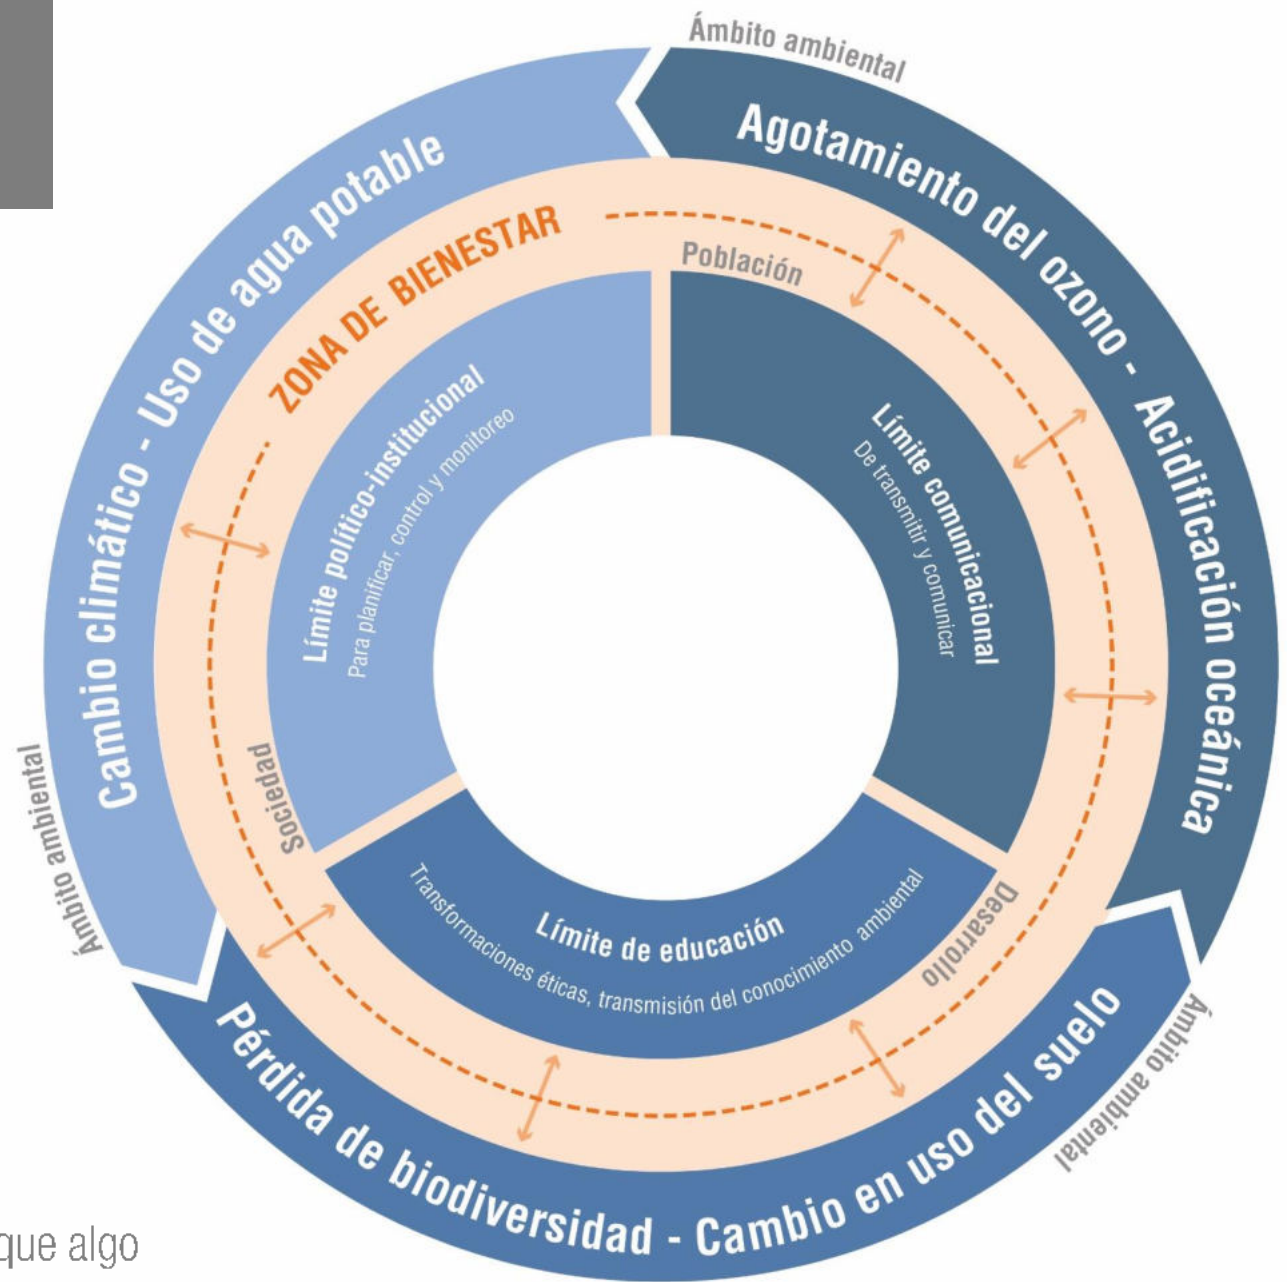 Ámbito ambiental
Agotamiento del ozono - Acidificación oceánica
Cambio climático - Uso de agua potable
ZONA DE BIENESTAR
Población
Límite político-institucional
Para planificar, control y monitoreo
Límite comunicacional
De transmitir y comunicar
Sociedad
Ámbito ambiental
Límite de educación
Transformaciones éticas, transmisión del conocimiento ambiental
Desarrollo
Ámbito ambiental
Pérdida de biodiversidad - Cambio en uso del suelo
que algo